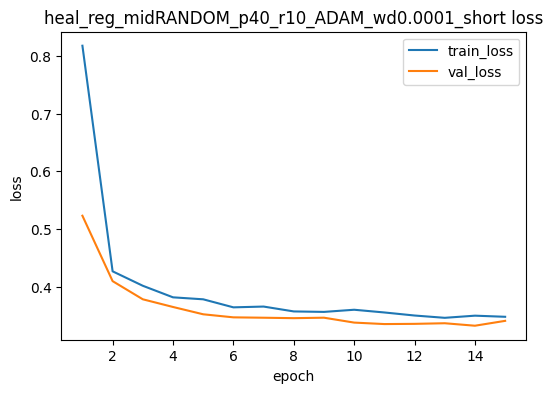 heal_reg_midRANDOM_p40_r10_ADAM_wd0.0001_short loss
train_loss
val_loss
0.8
0.7
0.6
0.5
0.4
loss
2 4 6 8 10 12 14
epoch